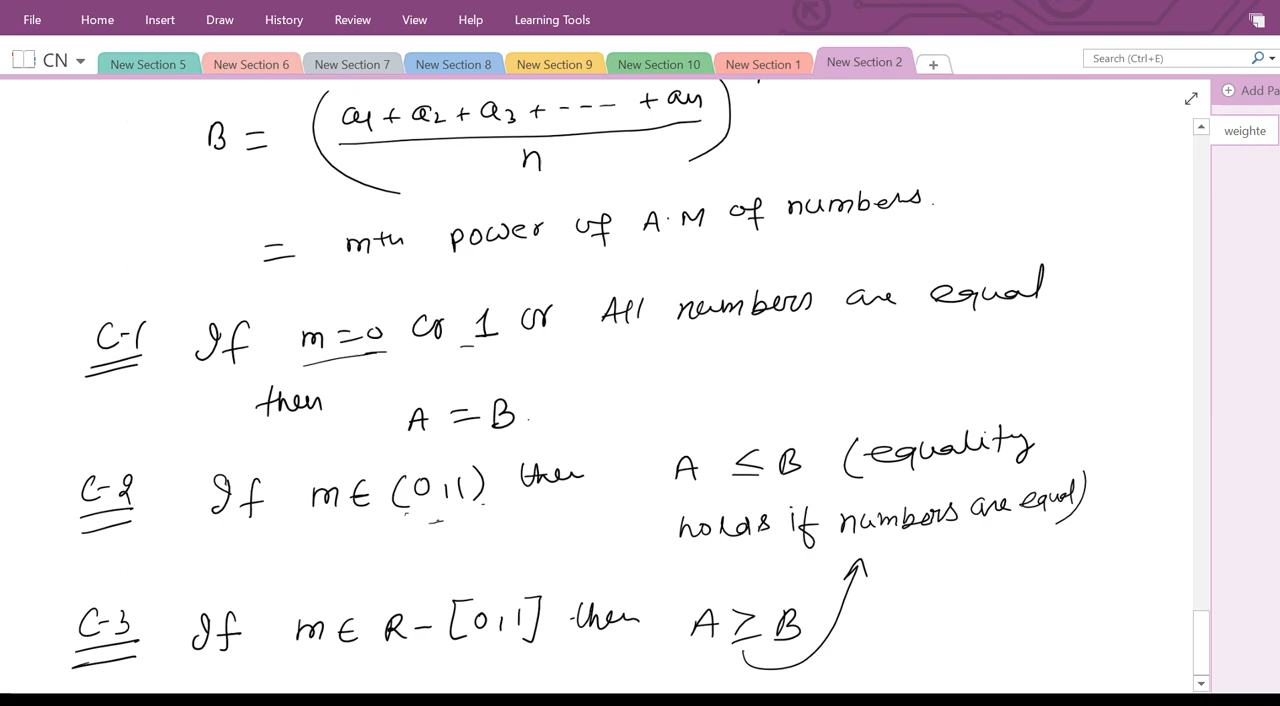 File Home Insert Draw History Review View Help Learning Tools
CN New Section 5 New Section 6 New Section 7 New Section 8 New Section 9 New Section 10 New Section 1 New Section 2 + Search (Ctrl+E)
Add Pa
weighte
B = (a1 + a2 + a3 + ---- + an / n)
= mth power of A.M of numbers.
C-1 If m=0 or 1 or All numbers are equal
then A = B.
C-2 If m∈ (0,1) then A ≤ B (equality
holds if numbers are equal)
C-3 If m∈ R - [0,1] then A ≥ B